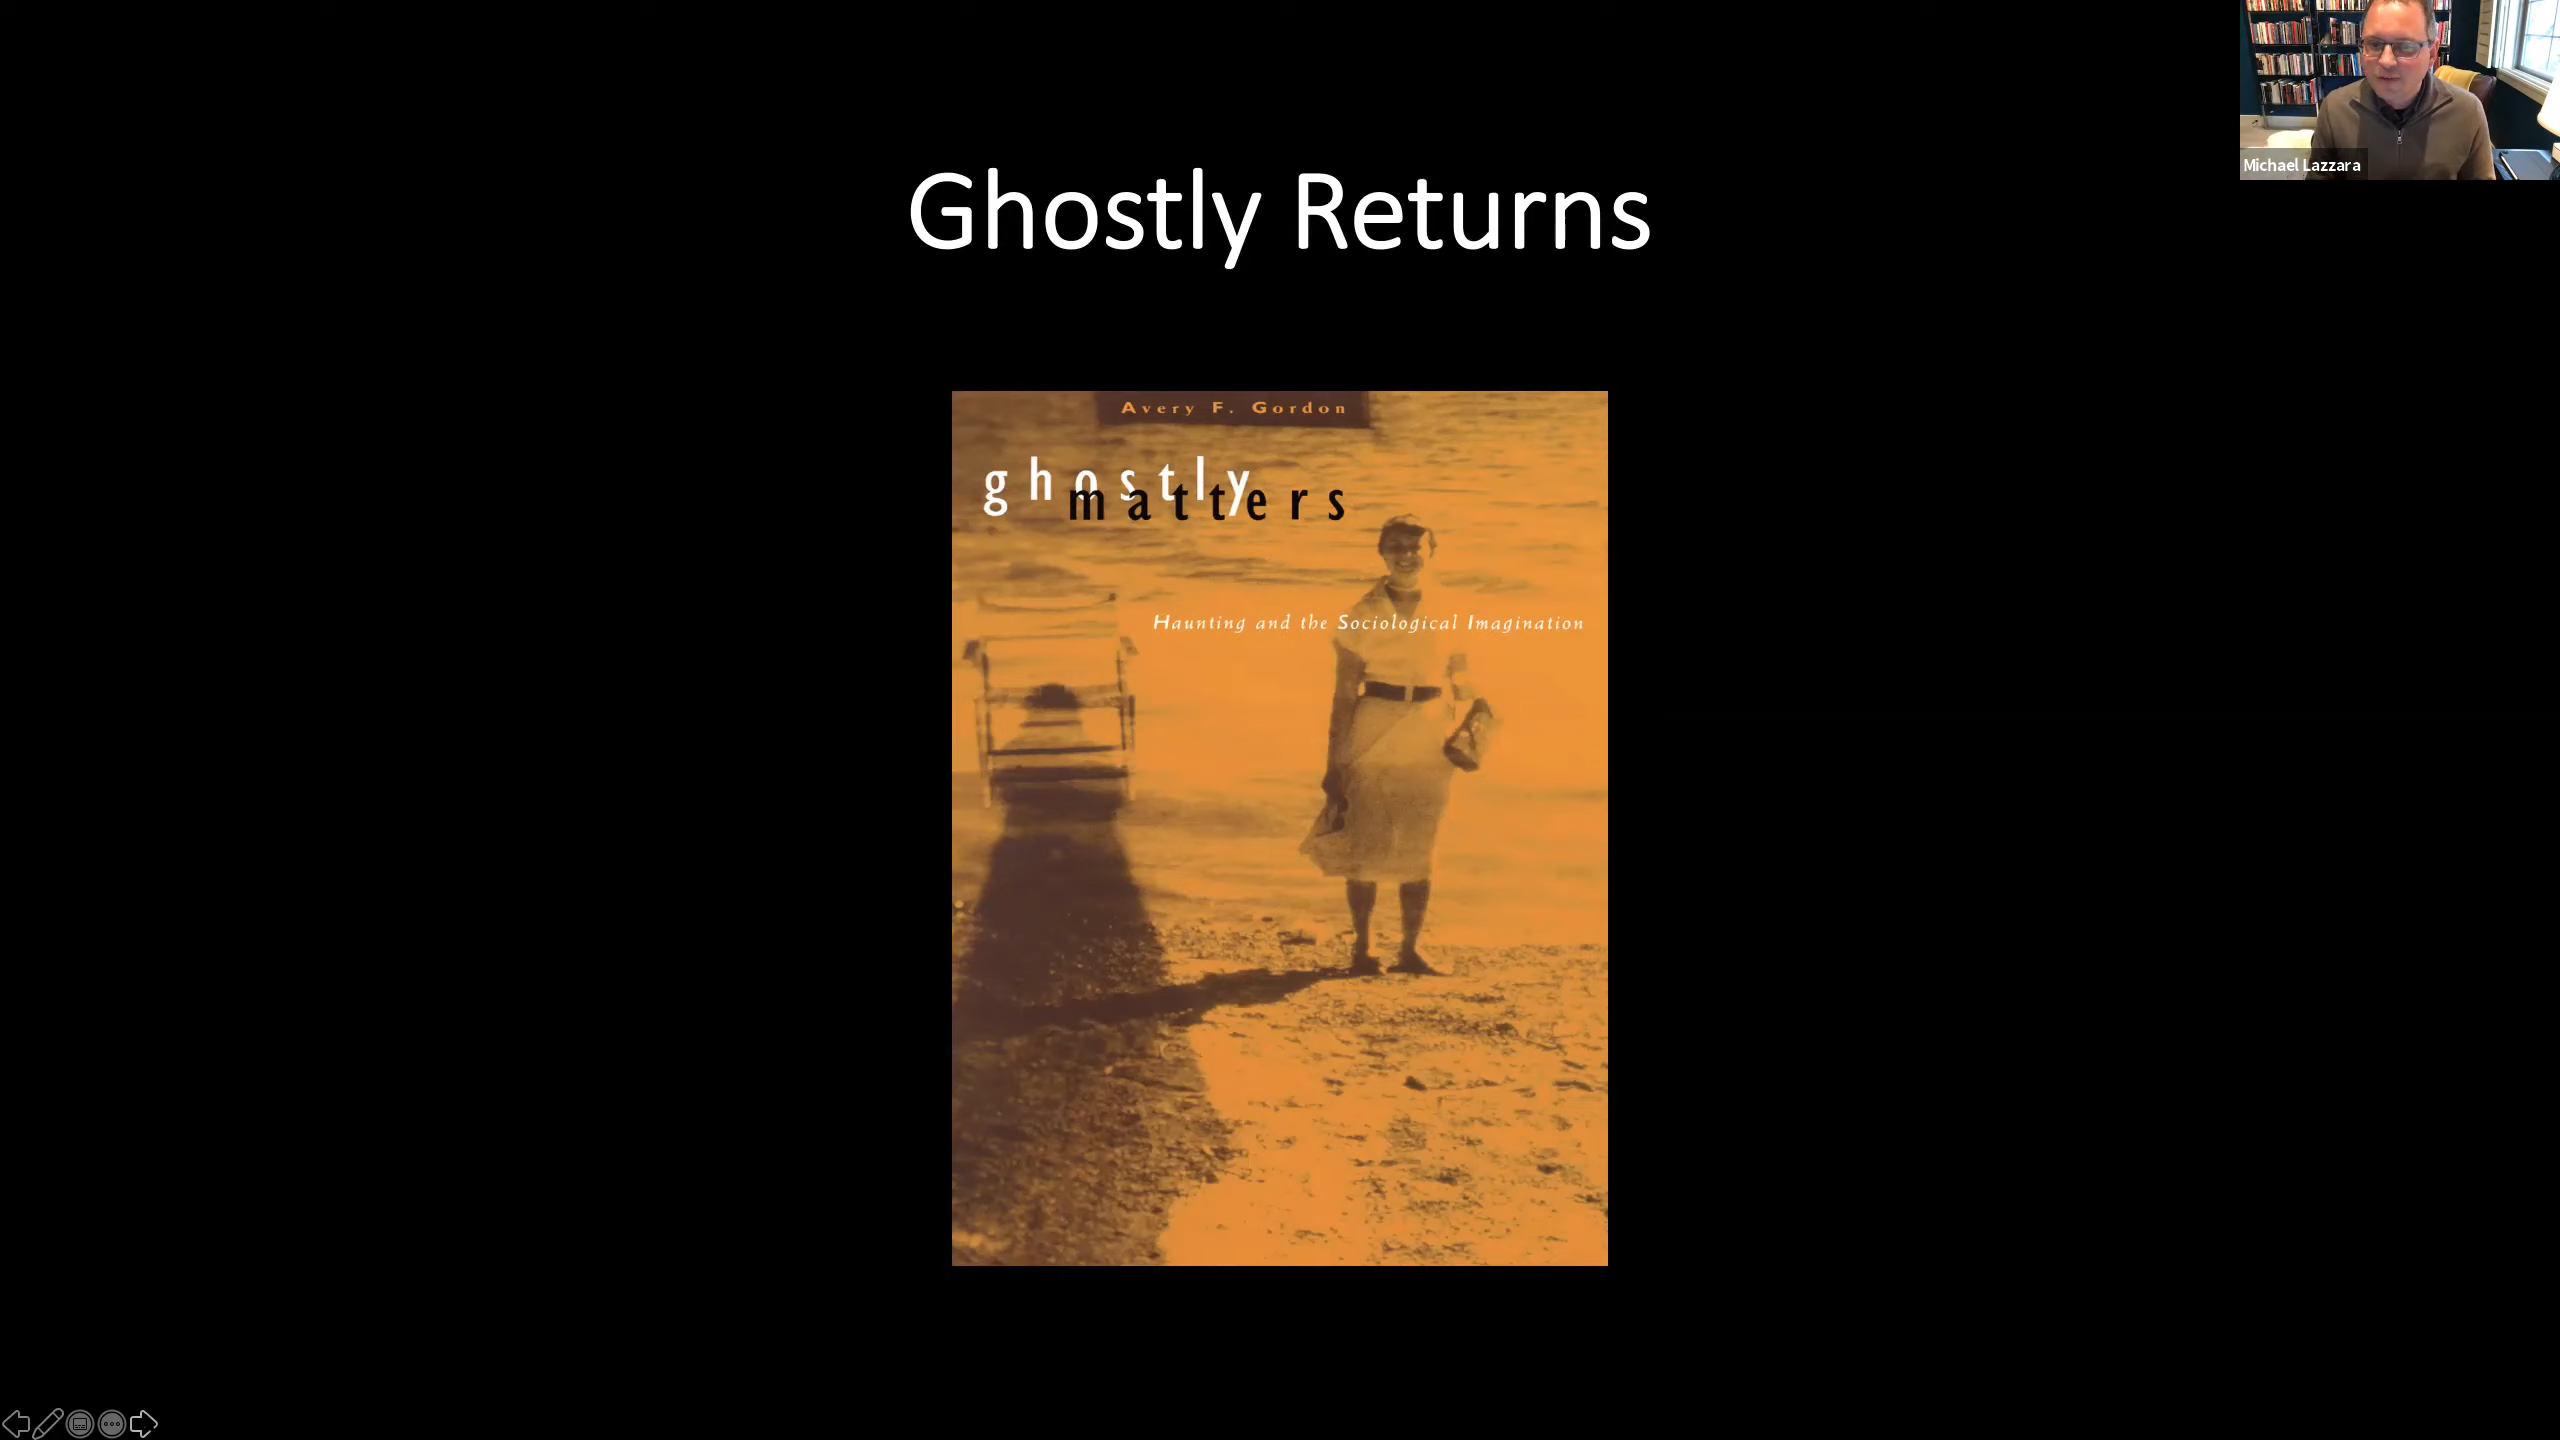 Ghostly Returns
Michael Lazzara
Avery F. Gordon
ghostly
matters
Haunting and the Sociological Imagination